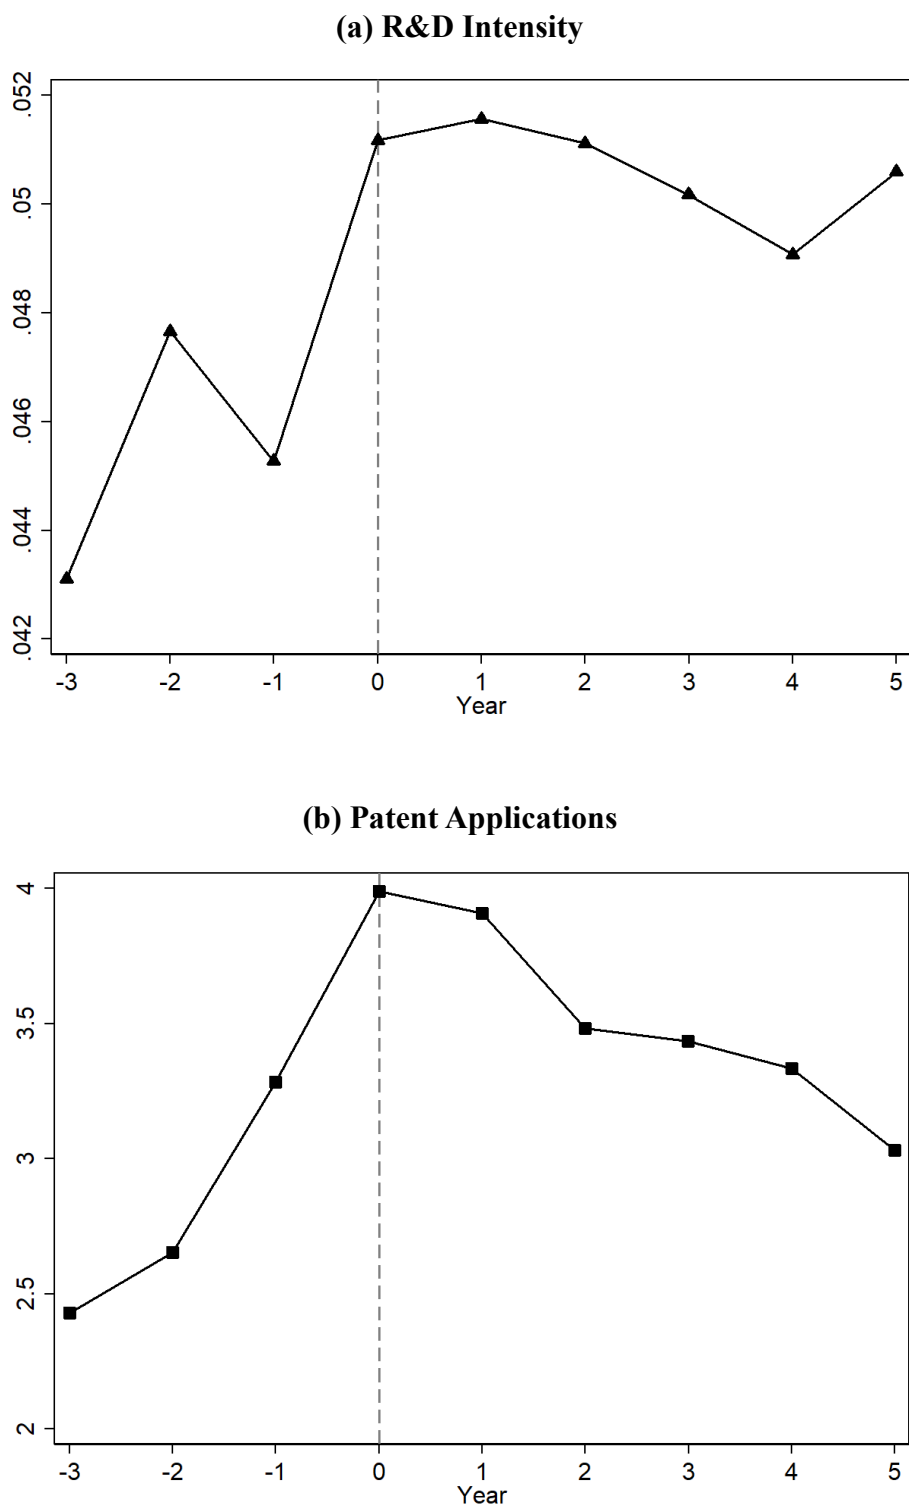 (a) R&D Intensity
.052
.05
.048
.046
.044
.042
-3 -2 -1 0 1 2 3 4 5
Year
(b) Patent Applications
4
3.5
3
2.5
2
-3 -2 -1 0 1 2 3 4 5
Year